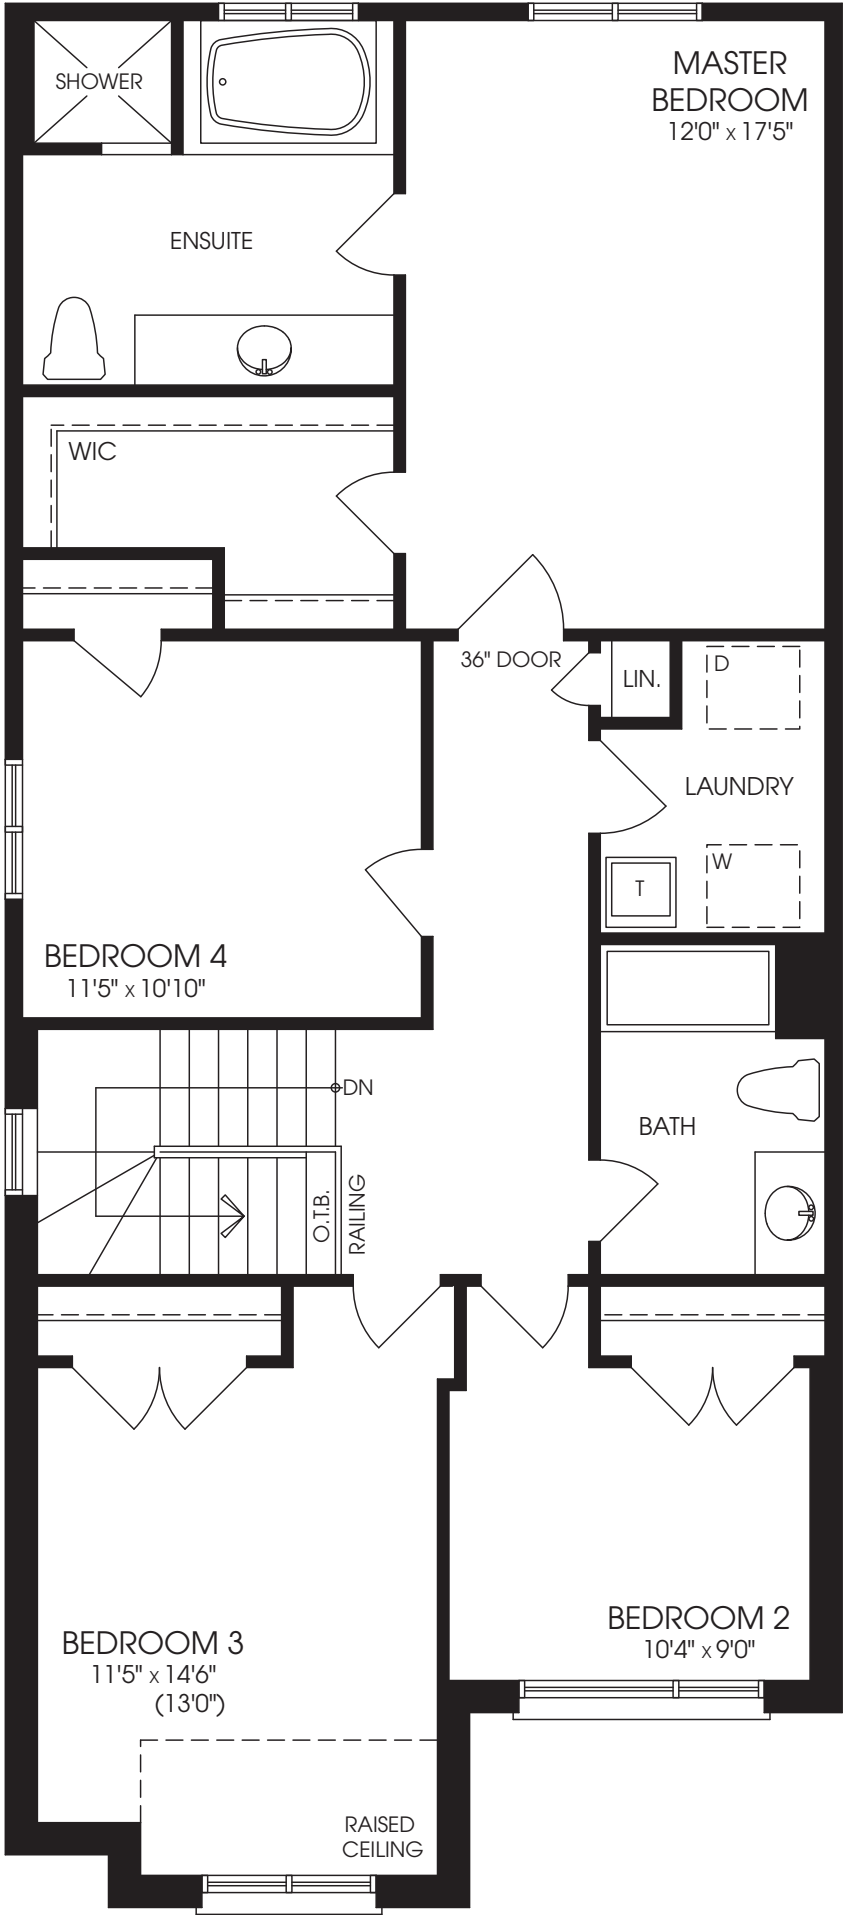 SHOWER
MASTER
BEDROOM
12'0" x 17'5"
ENSUITE
WIC
36" DOOR
LIN.
D
LAUNDRY
W
T
BEDROOM 4
11'5" x 10'10"
DN
BATH
O.T.B.
RAILING
BEDROOM 2
10'4" x 9'0"
BEDROOM 3
11'5" x 14'6"
(13'0")
RAISED
CEILING